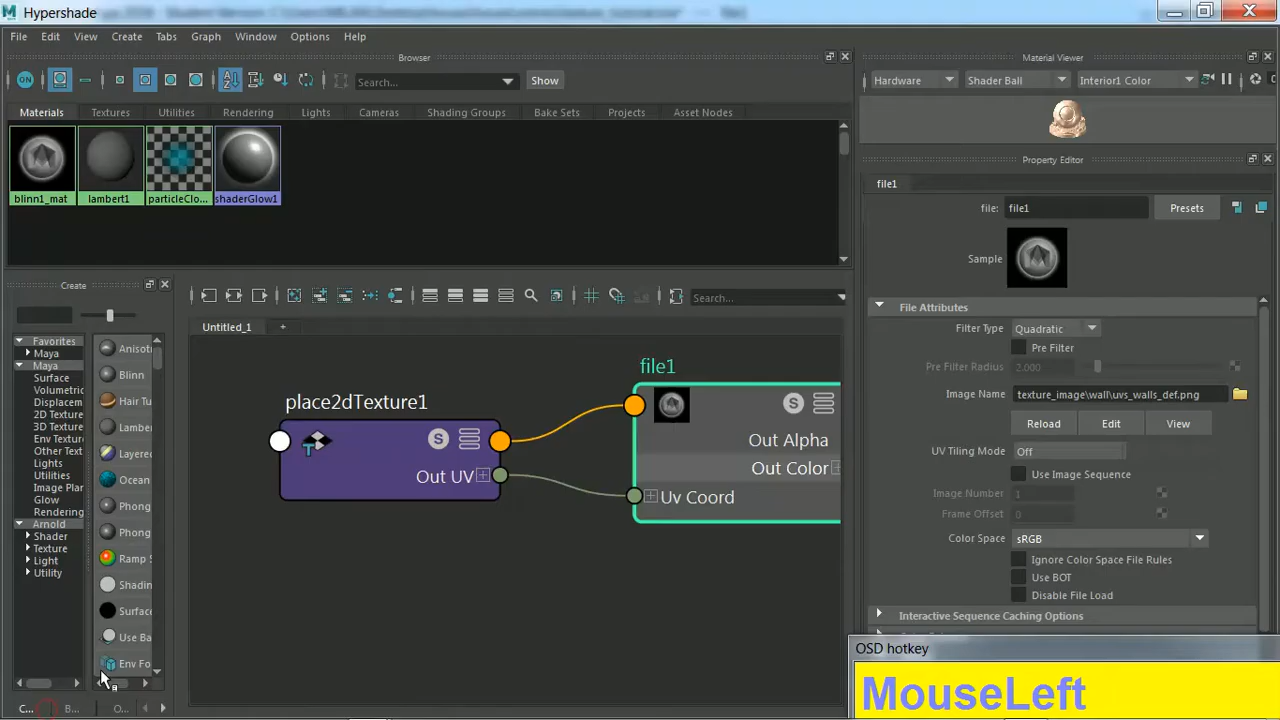 Hypershade
File Edit View Create Tabs Graph Window Options Help
Browser
ON Search... Show
Materials Textures Utilities Rendering Lights Cameras Shading Groups Bake Sets Projects Asset Nodes
blinn1_mat lambert1 particleClo... shaderGlow1
Create
Search...
Untitled_1 +
Favorites
Maya
Maya
Surface
Volumetric
Displacem
2D Texture
3D Texture
Env Texture
Other Text
Lights
Utilities
Image Plan
Glow
Rendering
Arnold
Shader
Texture
Light
Utility
Anisot
Blinn
Hair Tu
Lamber
Layered
Ocean
Phong
Phong
Ramp S
Shadin
Surface
Use Ba
Env Fo
C... B... O...
place2dTexture1
S
Out UV
file1
S
Out Alpha
Out Color
Uv Coord
Material Viewer
Hardware Shader Ball Interior1 Color
Property Editor
file1
file: file1 Presets
Sample
File Attributes
Filter Type Quadratic
Pre Filter
Pre Filter Radius 2.000
Image Name texture_image\wall\uvs_walls_def.png
Reload Edit View
UV Tiling Mode Off
Use Image Sequence
Image Number 1
Frame Offset 0
Color Space sRGB
Ignore Color Space File Rules
Use BOT
Disable File Load
Interactive Sequence Caching Options
OSD hotkey
MouseLeft